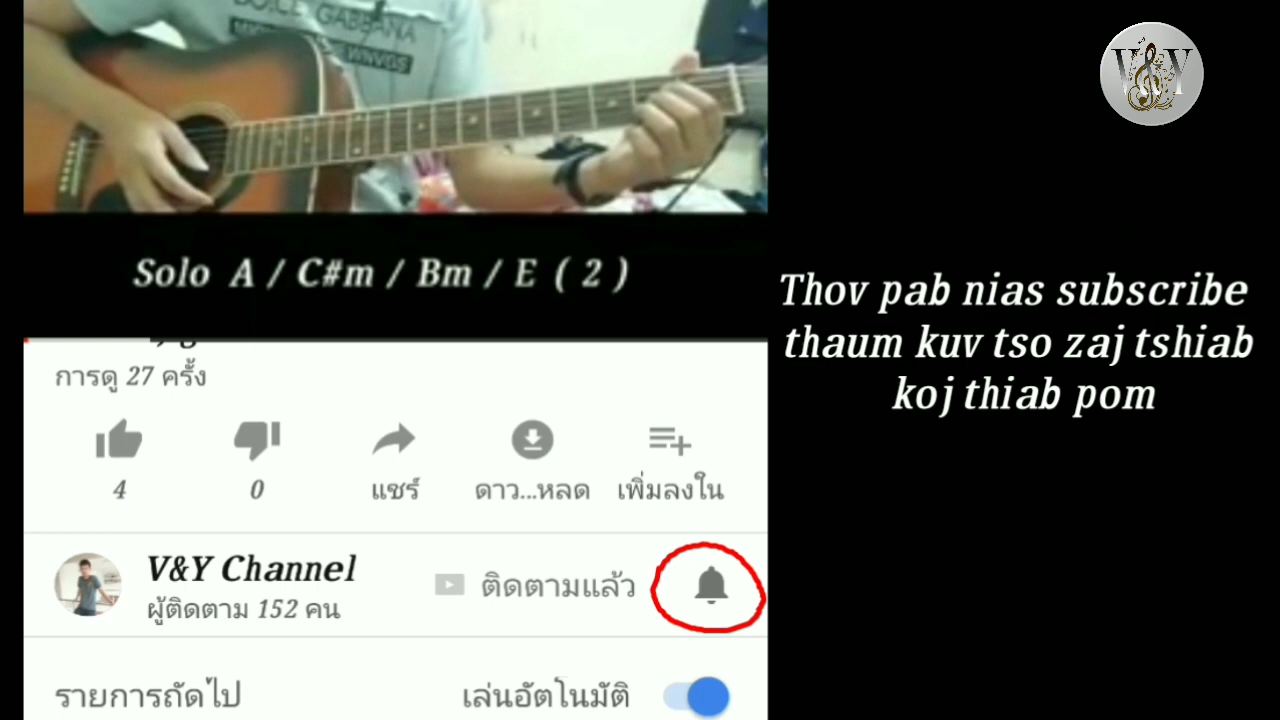 DOLCE GABBANA
V&Y
Solo A / C#m / Bm / E ( 2 )
Thov pab nias subscribe
thaum kuv tso zaj tshiab
koj thiab pom
การดู 27 ครั้ง
4
0
แชร์
ดาว...หลด
เพิ่มลงใน
V&Y Channel
ติดตามแล้ว
ผู้ติดตาม 152 คน
รายการถัดไป
เล่นอัตโนมัติ